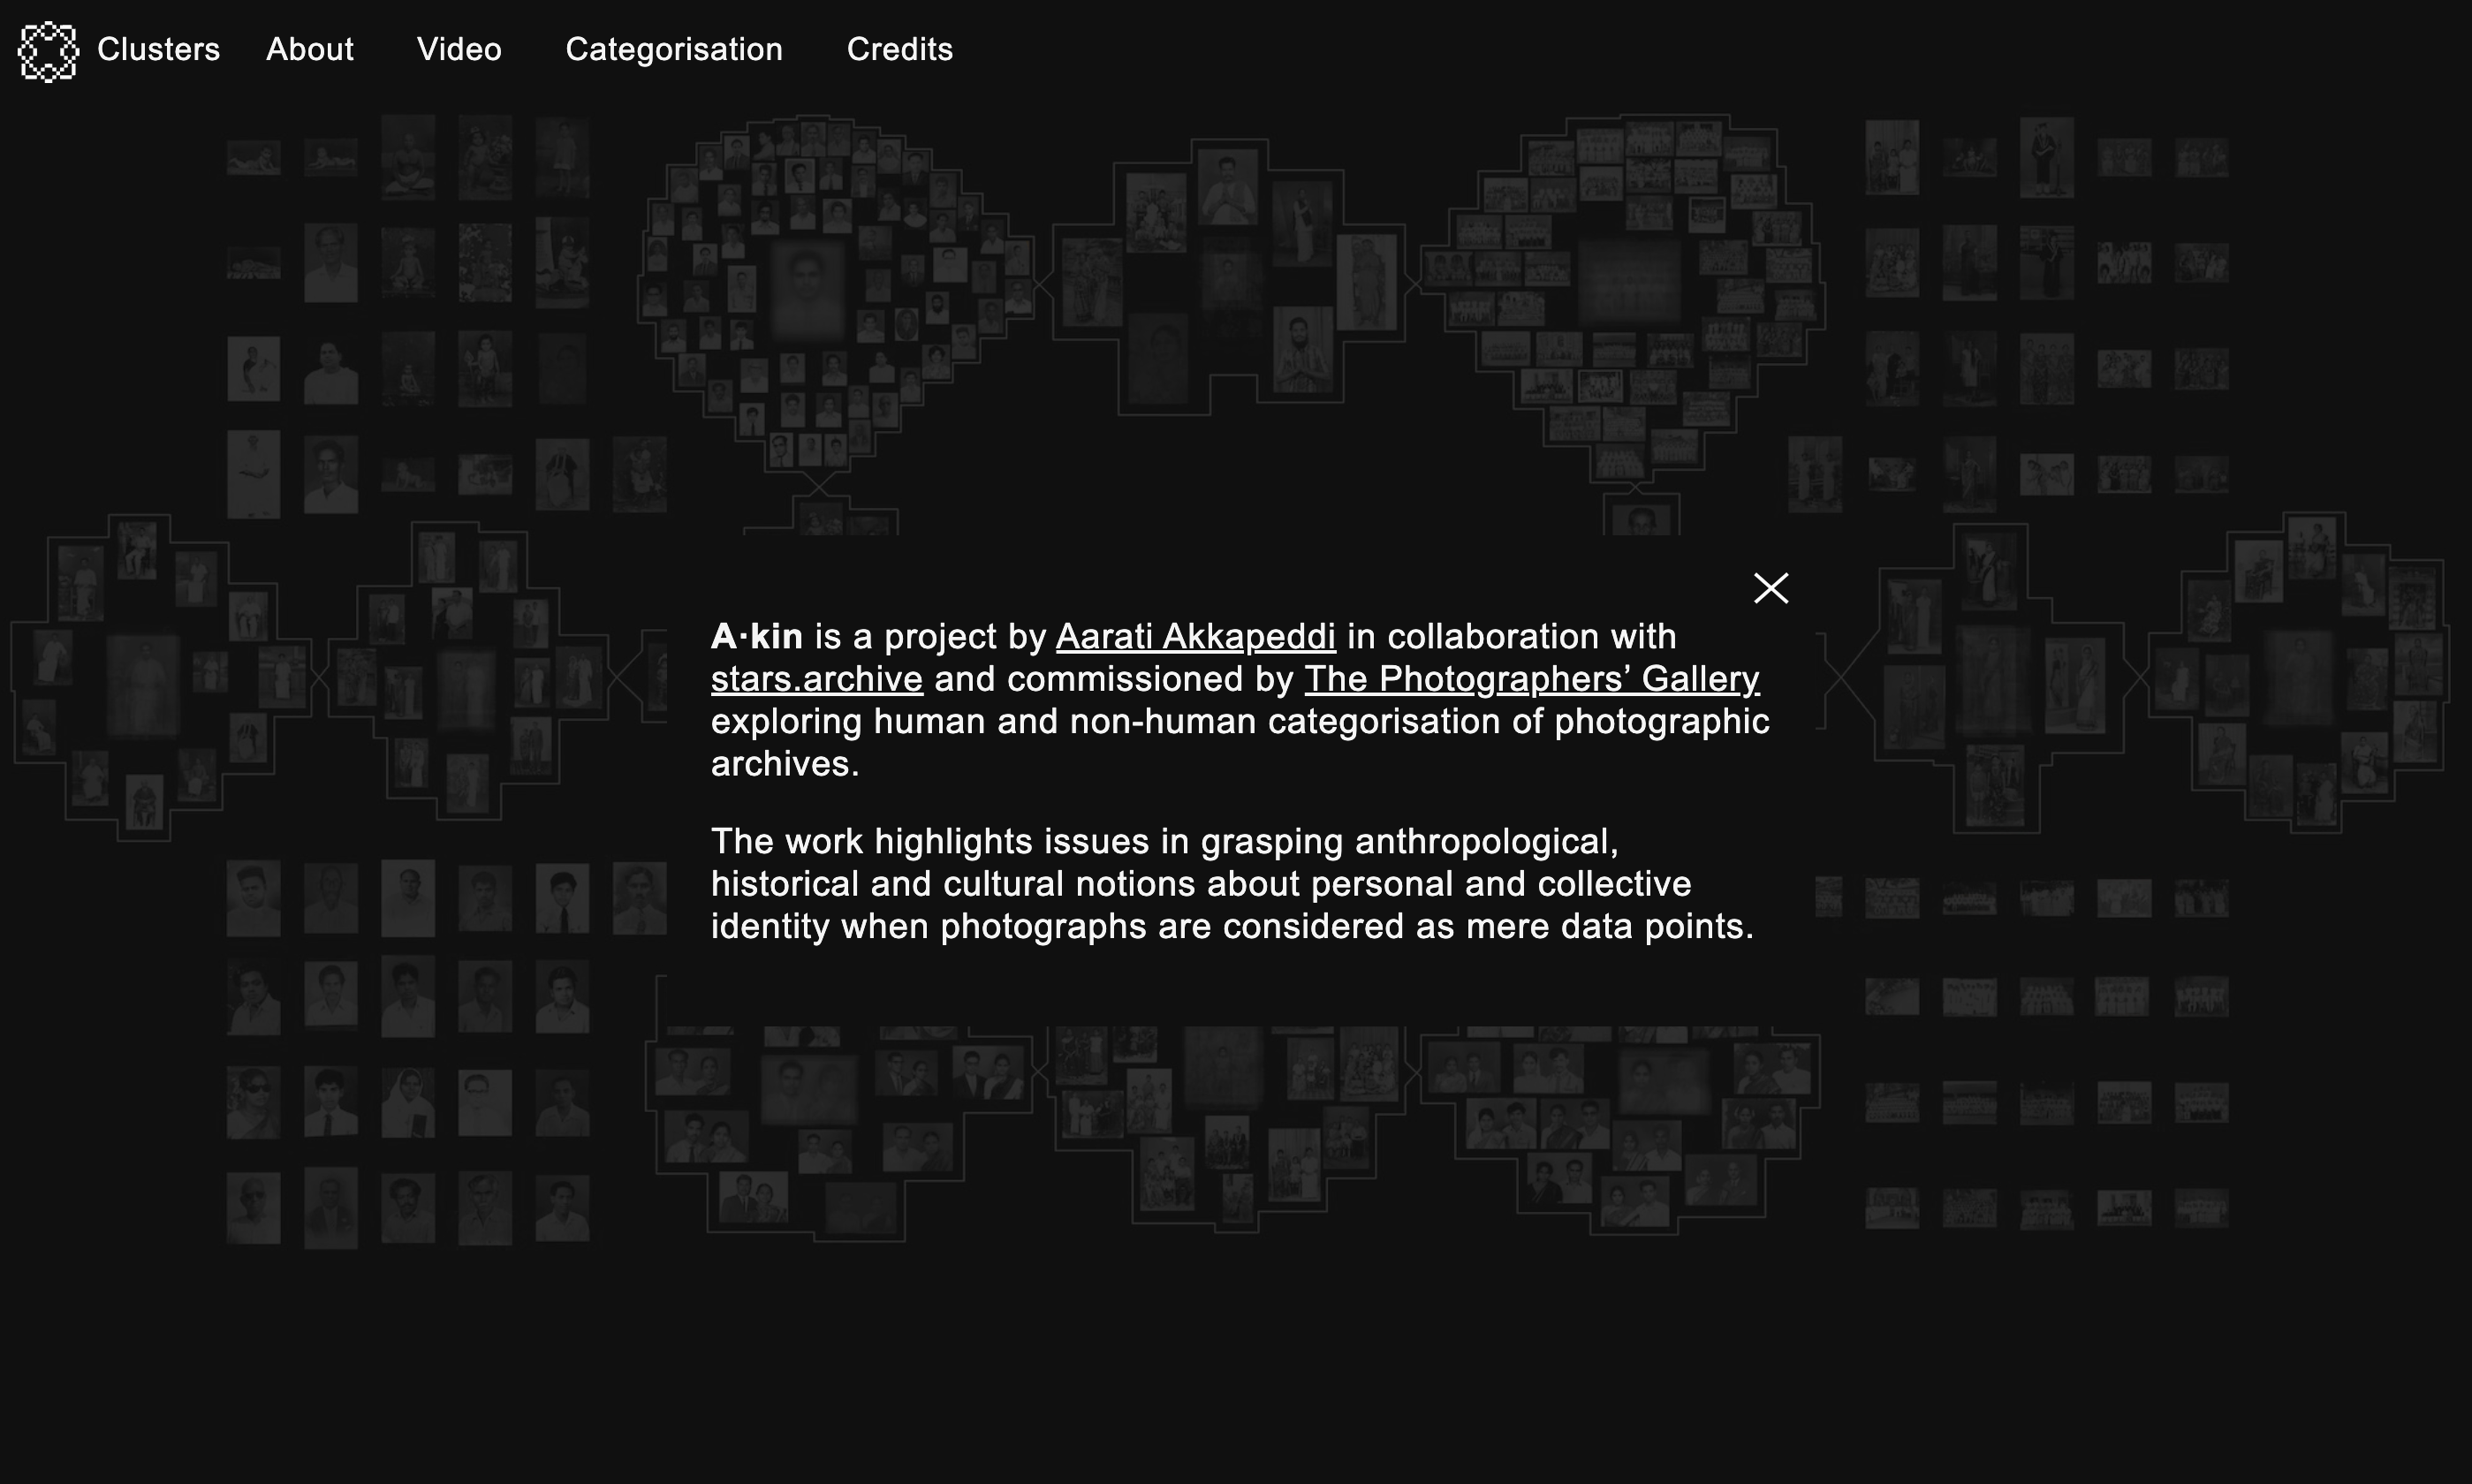 Clusters About Video Categorisation Credits
A·kin is a project by Aarati Akkapeddi in collaboration with
stars.archive and commissioned by The Photographers’ Gallery
exploring human and non-human categorisation of photographic
archives.
The work highlights issues in grasping anthropological,
historical and cultural notions about personal and collective
identity when photographs are considered as mere data points.